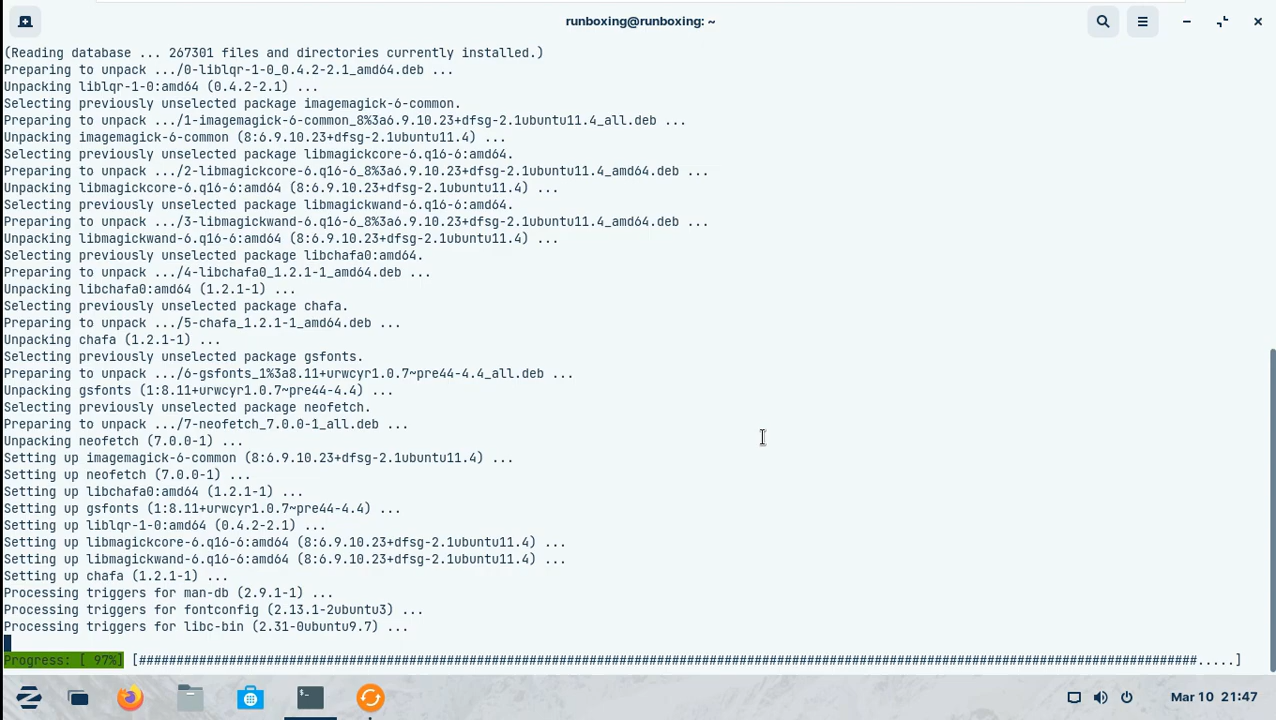 runboxing@runboxing: ~
(Reading database ... 267301 files and directories currently installed.)
Preparing to unpack .../0-liblqr-1-0_0.4.2-2.1_amd64.deb ...
Unpacking liblqr-1-0:amd64 (0.4.2-2.1) ...
Selecting previously unselected package imagemagick-6-common.
Preparing to unpack .../1-imagemagick-6-common_8%3a6.9.10.23+dfsg-2.1ubuntu11.4_all.deb ...
Unpacking imagemagick-6-common (8:6.9.10.23+dfsg-2.1ubuntu11.4) ...
Selecting previously unselected package libmagickcore-6.q16-6:amd64.
Preparing to unpack .../2-libmagickcore-6.q16-6_8%3a6.9.10.23+dfsg-2.1ubuntu11.4_amd64.deb ...
Unpacking libmagickcore-6.q16-6:amd64 (8:6.9.10.23+dfsg-2.1ubuntu11.4) ...
Selecting previously unselected package libmagickwand-6.q16-6:amd64.
Preparing to unpack .../3-libmagickwand-6.q16-6_8%3a6.9.10.23+dfsg-2.1ubuntu11.4_amd64.deb ...
Unpacking libmagickwand-6.q16-6:amd64 (8:6.9.10.23+dfsg-2.1ubuntu11.4) ...
Selecting previously unselected package libchafa0:amd64.
Preparing to unpack .../4-libchafa0_1.2.1-1_amd64.deb ...
Unpacking libchafa0:amd64 (1.2.1-1) ...
Selecting previously unselected package chafa.
Preparing to unpack .../5-chafa_1.2.1-1_amd64.deb ...
Unpacking chafa (1.2.1-1) ...
Selecting previously unselected package gsfonts.
Preparing to unpack .../6-gsfonts_1%3a8.11+urwcyr1.0.7~pre44-4.4_all.deb ...
Unpacking gsfonts (1:8.11+urwcyr1.0.7~pre44-4.4) ...
Selecting previously unselected package neofetch.
Preparing to unpack .../7-neofetch_7.0.0-1_all.deb ...
Unpacking neofetch (7.0.0-1) ...
Setting up imagemagick-6-common (8:6.9.10.23+dfsg-2.1ubuntu11.4) ...
Setting up neofetch (7.0.0-1) ...
Setting up libchafa0:amd64 (1.2.1-1) ...
Setting up gsfonts (1:8.11+urwcyr1.0.7~pre44-4.4) ...
Setting up liblqr-1-0:amd64 (0.4.2-2.1) ...
Setting up libmagickcore-6.q16-6:amd64 (8:6.9.10.23+dfsg-2.1ubuntu11.4) ...
Setting up libmagickwand-6.q16-6:amd64 (8:6.9.10.23+dfsg-2.1ubuntu11.4) ...
Setting up chafa (1.2.1-1) ...
Processing triggers for man-db (2.9.1-1) ...
Processing triggers for fontconfig (2.13.1-2ubuntu3) ...
Processing triggers for libc-bin (2.31-0ubuntu9.7) ...
Progress: [ 97%] [#############################################################################################################################################.....]
Mar 10 21:47